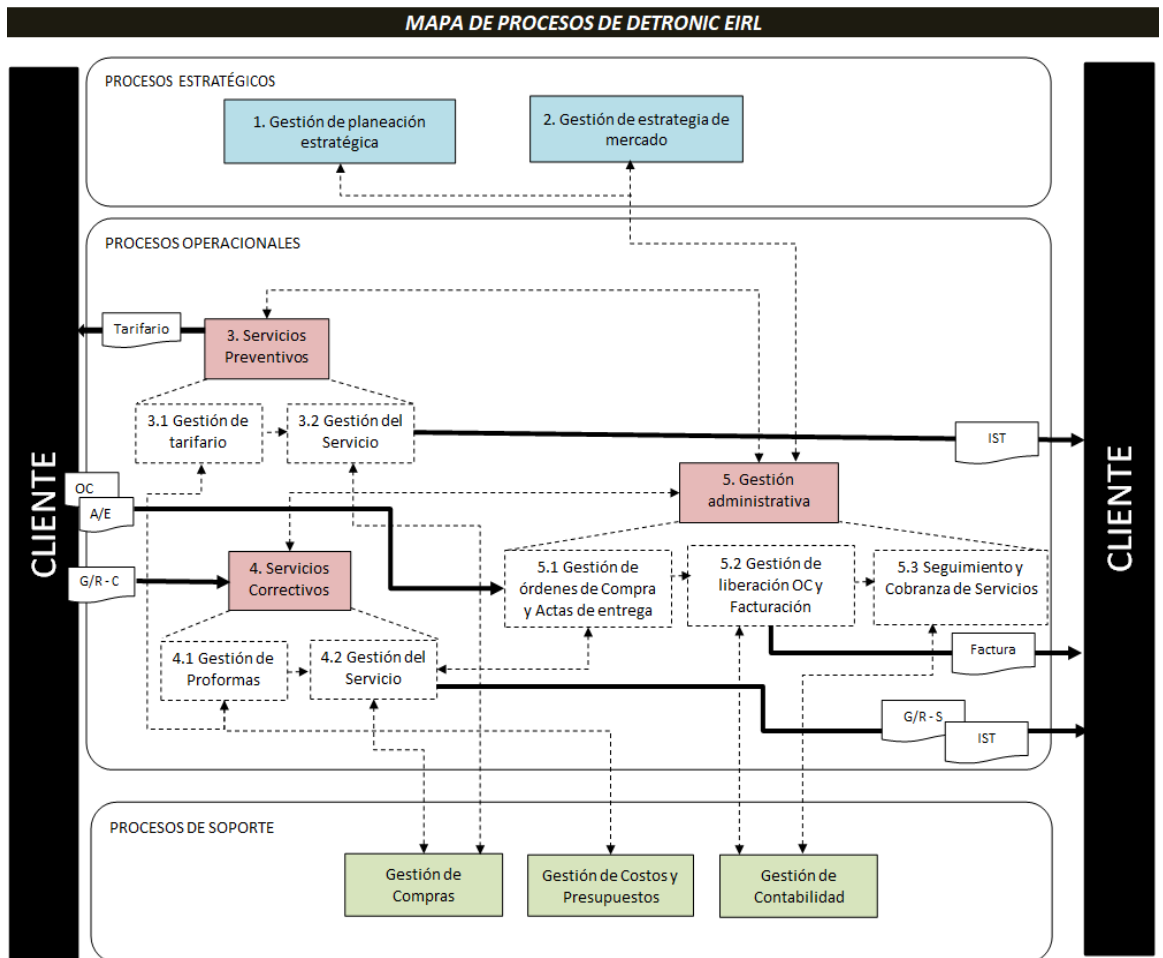 MAPA DE PROCESOS DE DETRONIC EIRL
PROCESOS ESTRATÉGICOS
1. Gestión de planeación
estratégica
2. Gestión de estrategia de
mercado
PROCESOS OPERACIONALES
Tarifario
3. Servicios
Preventivos
3.1 Gestión de
tarifario
3.2 Gestión del
Servicio
IST
CLIENTE
CLIENTE
OC
A/E
5. Gestión
administrativa
G/R - C
4. Servicios
Correctivos
5.1 Gestión de
órdenes de Compra
y Actas de entrega
5.2 Gestión de
liberación OC y
Facturación
5.3 Seguimiento y
Cobranza de Servicios
4.1 Gestión de
Proformas
4.2 Gestión del
Servicio
Factura
G/R - S
IST
PROCESOS DE SOPORTE
Gestión de
Compras
Gestión de Costos y
Presupuestos
Gestión de
Contabilidad